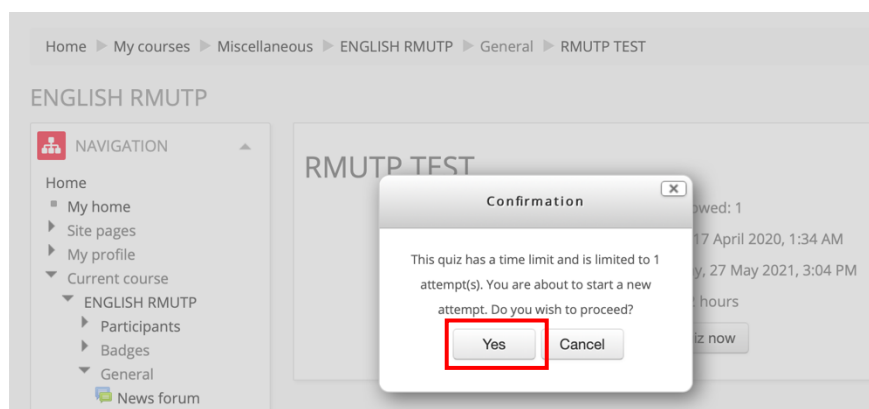 Home My courses Miscellaneous ENGLISH RMUTP General RMUTP TEST
ENGLISH RMUTP
NAVIGATION
Home
My home
Site pages
My profile
Current course
ENGLISH RMUTP
Participants
Badges
General
News forum
RMUTP TEST
Confirmation
This quiz has a time limit and is limited to 1
attempt(s). You are about to start a new
attempt. Do you wish to proceed?
Yes Cancel
: 1
17 April 2020, 1:34 AM
27 May 2021, 3:04 PM
hours
now